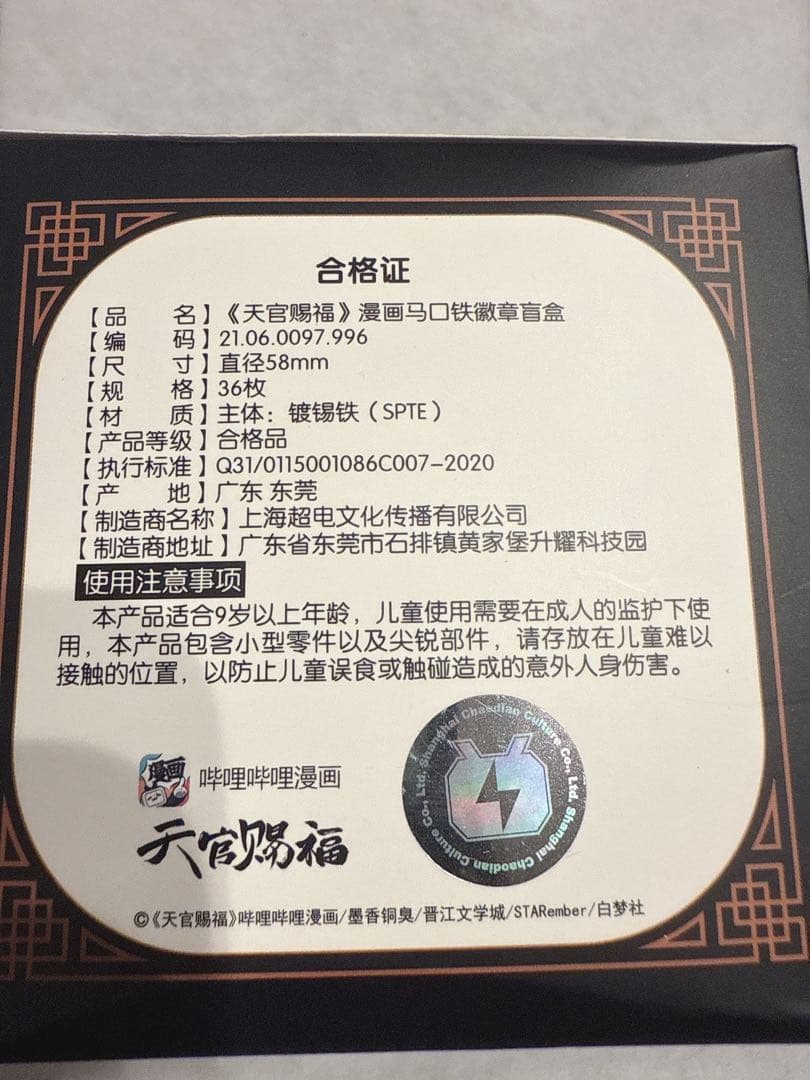 合格证
【品 名】《天官赐福》漫画马口铁徽章盲盒
【编 码】21.06.0097.996
【尺 寸】直径58mm
【规 格】36枚
【材 质】主体：镀锡铁（SPTE）
【产品等级】合格品
【执行标准】Q31/0115001086C007-2020
【产 地】广东 东莞
【制造商名称】上海超电文化传播有限公司
【制造商地址】广东省东莞市石排镇黄家堡升耀科技园
使用注意事项
本产品适合9岁以上年龄，儿童使用需要在成人的监护下使
用，本产品包含小型零件以及尖锐部件，请存放在儿童难以
接触的位置，以防止儿童误食或触碰造成的意外人身伤害。
漫画
哔哩哔哩漫画
天官赐福
Shanghai Chaodian Culture Co., Ltd. Shanghai Chaodian Culture Co., Ltd.
©《天官赐福》哔哩哔哩漫画/墨香铜臭/晋江文学城/STARember/白梦社